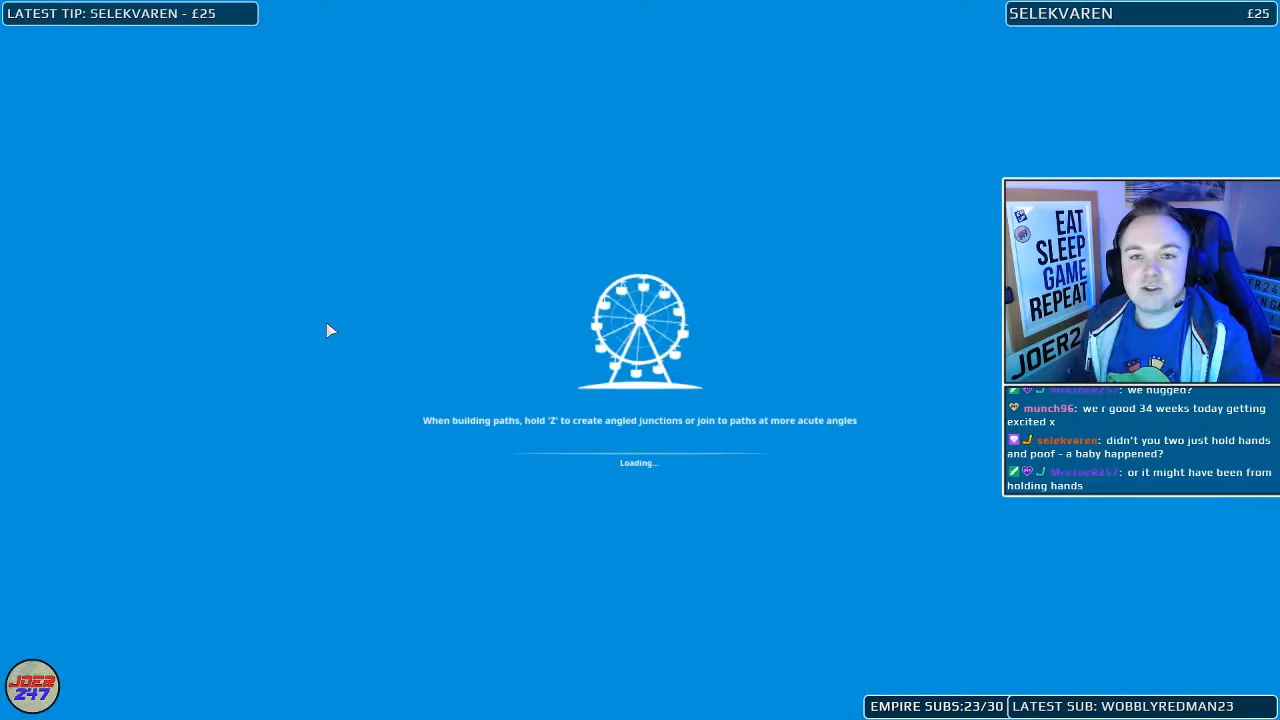 LATEST TIP: SELEKVAREN - £25
SELEKVAREN £25
EAT
SLEEP
GAME
REPEAT
JOER2
When building paths, hold 'Z' to create angled junctions or join to paths at more acute angles
Loading...
MrsJoeR257: we hugged?
munch96: we r good 34 weeks today getting
excited x
selekvaren: didn't you two just hold hands
and poof - a baby happened?
MrsJoeR257: or it might have been from
holding hands
JOER
247
EMPIRE SUBS:23/30
LATEST SUB: WOBBLYREDMAN23